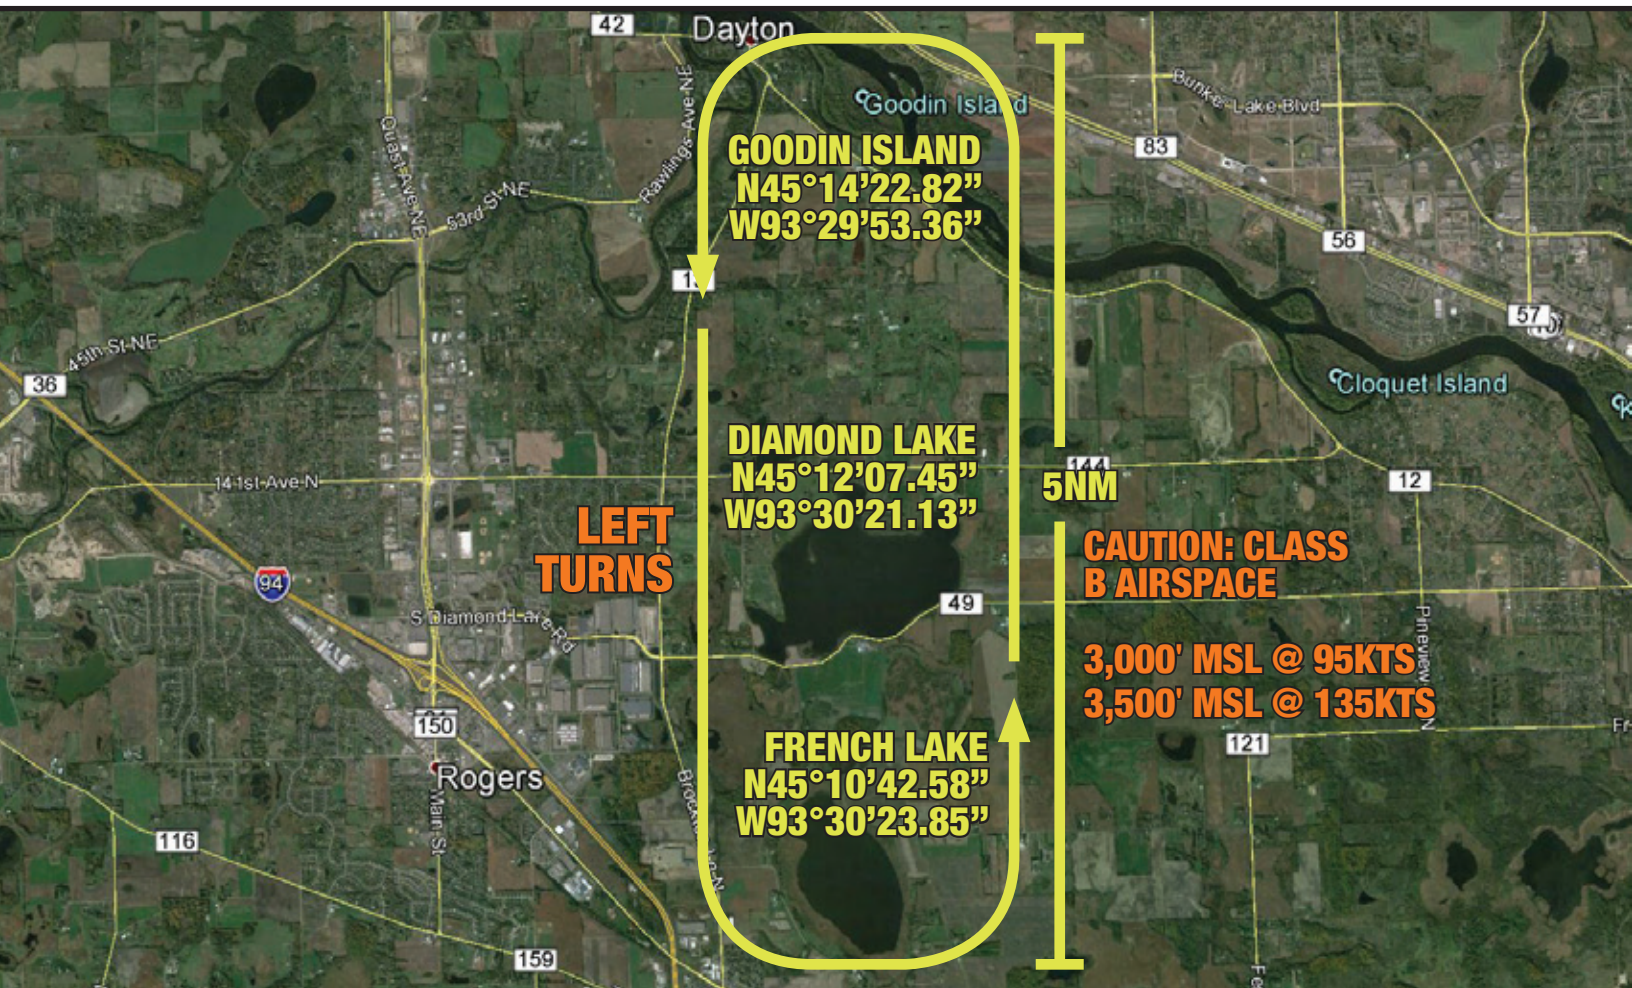 42
Dayton
Goodin Island
Bunker Lake Blvd
83
Quast Ave NE
Rawlings Ave NE
53rd St NE
GOODIN ISLAND
N45°14'22.82”
W93°29'53.36”
56
57
45th St NE
36
Cloquet Island
DIAMOND LAKE
N45°12'07.45”
W93°30'21.13”
144
5NM
12
141st Ave N
LEFT
TURNS
CAUTION: CLASS
B AIRSPACE
94
49
S Diamond Lake Rd
Pineview N
3,000' MSL @ 95KTS
3,500' MSL @ 135KTS
150
FRENCH LAKE
N45°10'42.58”
W93°30'23.85”
121
Fr
Rogers
Main St
116
159
Fe